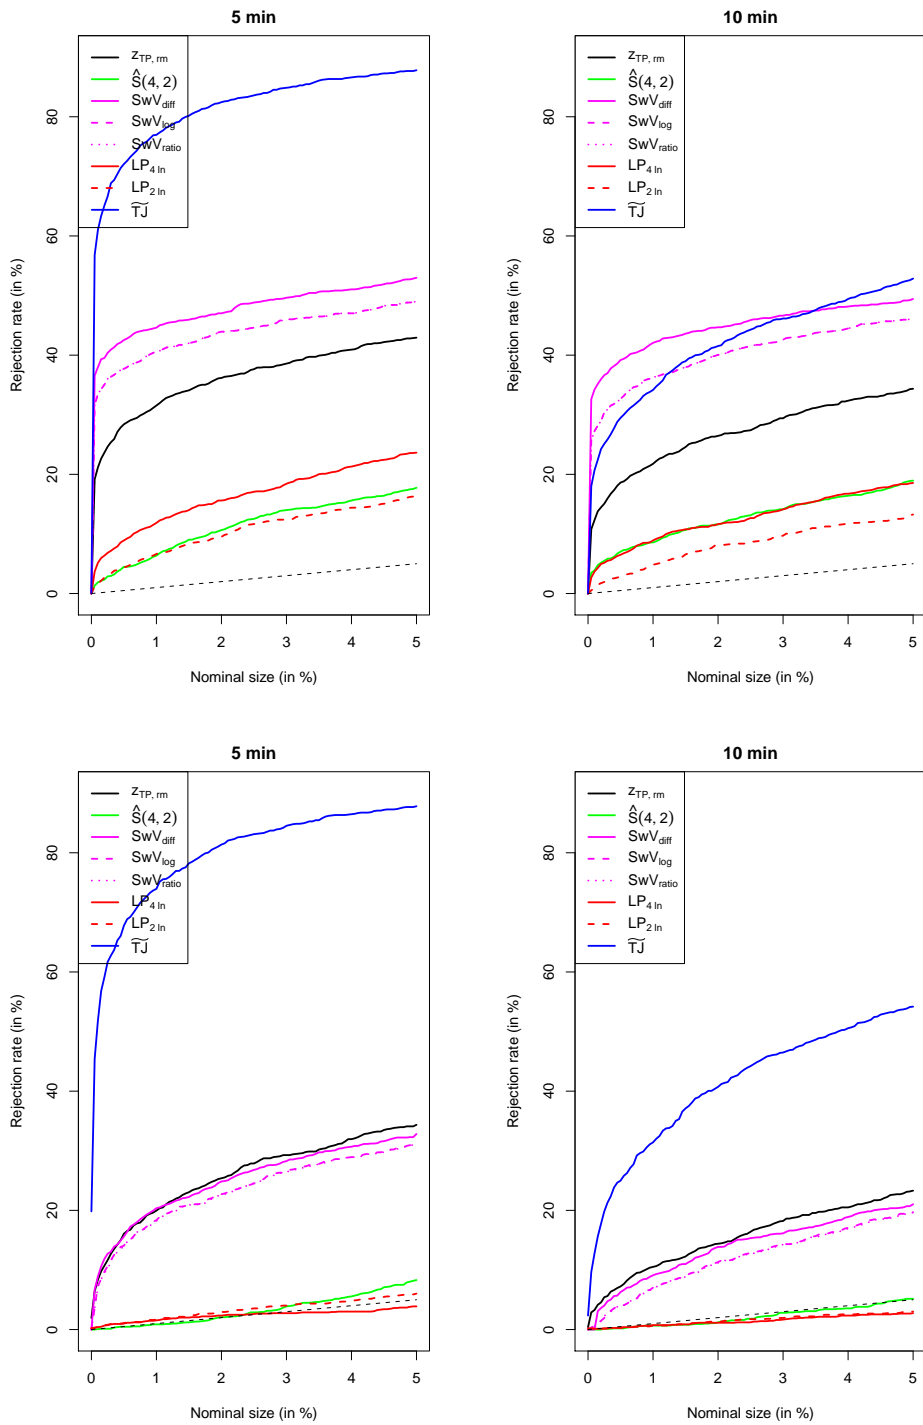 5 min
z_TP, rm
Ŝ(4, 2)
SwV_diff
SwV_log
SwV_ratio
LP_4 ln
LP_2 ln
T͠J
Rejection rate (in %)
0 20 40 60 80
0 1 2 3 4 5
Nominal size (in %)
10 min
z_TP, rm
Ŝ(4, 2)
SwV_diff
SwV_log
SwV_ratio
LP_4 ln
LP_2 ln
T͠J
Rejection rate (in %)
0 20 40 60 80
0 1 2 3 4 5
Nominal size (in %)
5 min
z_TP, rm
Ŝ(4, 2)
SwV_diff
SwV_log
SwV_ratio
LP_4 ln
LP_2 ln
T͠J
Rejection rate (in %)
0 20 40 60 80
0 1 2 3 4 5
Nominal size (in %)
10 min
z_TP, rm
Ŝ(4, 2)
SwV_diff
SwV_log
SwV_ratio
LP_4 ln
LP_2 ln
T͠J
Rejection rate (in %)
0 20 40 60 80
0 1 2 3 4 5
Nominal size (in %)